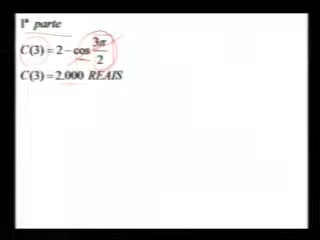 1ª parte
C(3) = 2 − cos 3π/2
C(3) = 2.000 REAIS